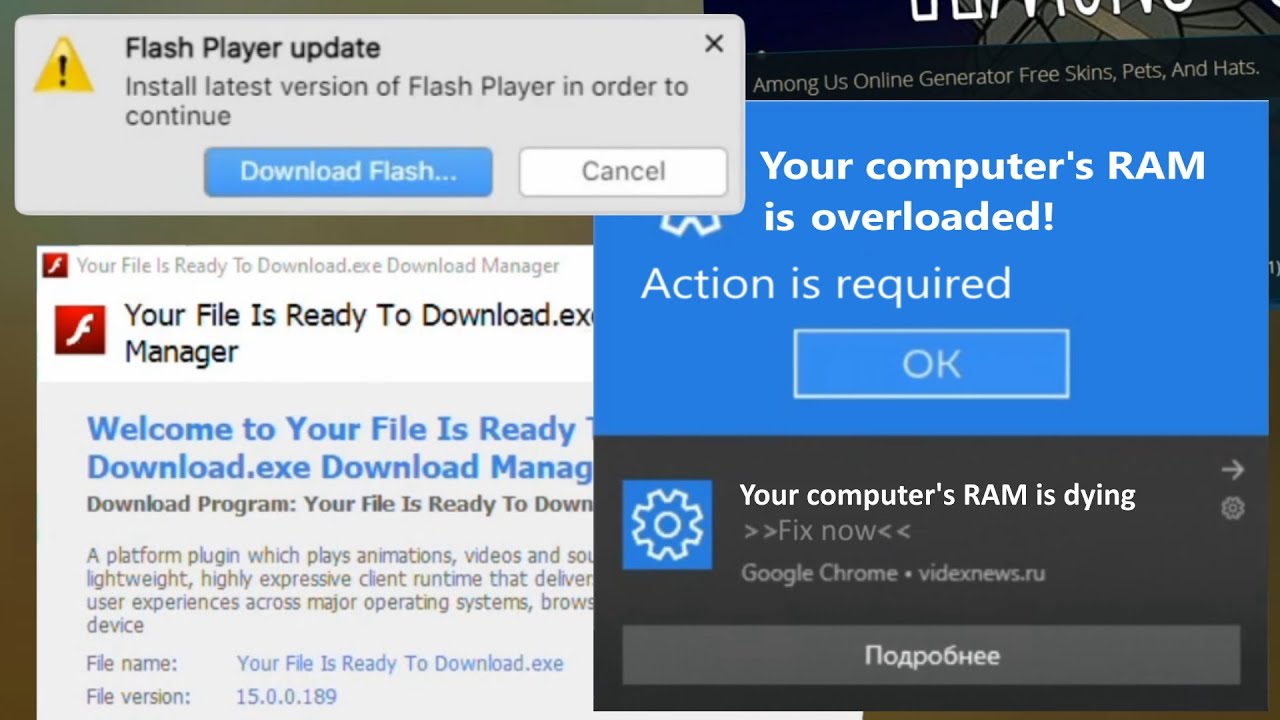 Flash Player update
Install latest version of Flash Player in order to
continue
Download Flash...
Cancel
Among Us Online Generator Free Skins, Pets, And Hats.
Your computer's RAM
is overloaded!
Action is required
OK
Your File Is Ready To Download.exe Download Manager
Your File Is Ready To Download.exe
Manager
Welcome to Your File Is Ready
Download.exe Download Manag
Download Program: Your File Is Ready To Down
A platform plugin which plays animations, videos and sou
lightweight, highly expressive client runtime that deliver
user experiences across major operating systems, brows
device
File name: Your File Is Ready To Download.exe
File version: 15.0.0.189
Your computer's RAM is dying
>>Fix now<<
Google Chrome • videxnews.ru
Подробнее